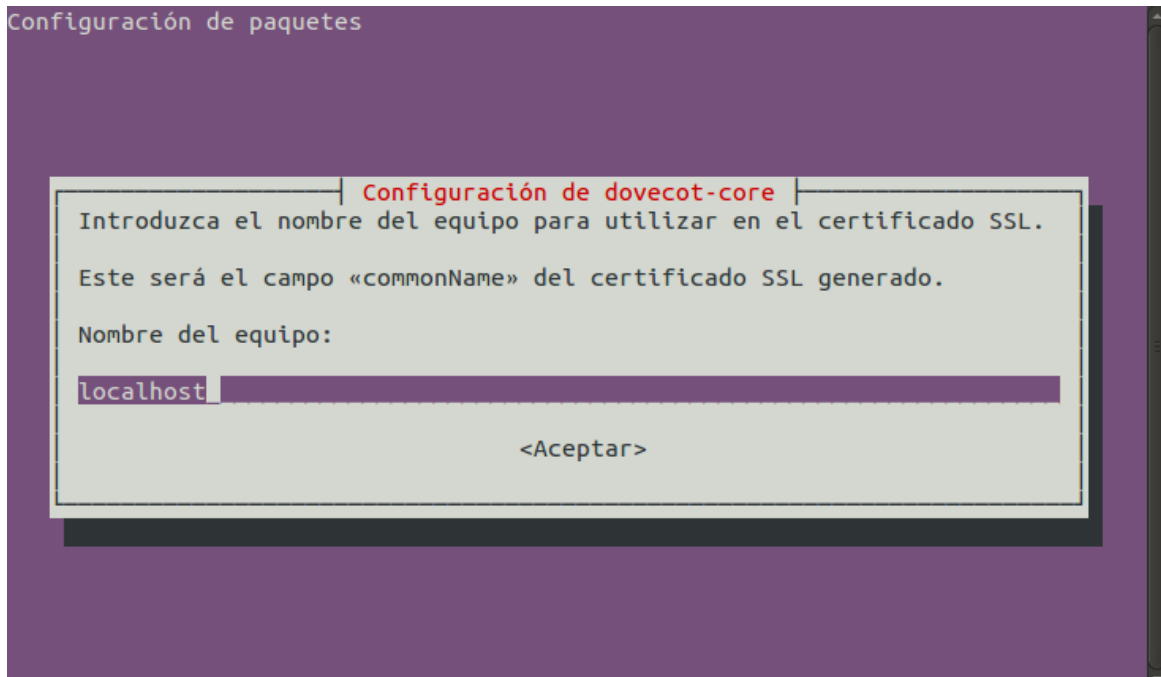 Configuración de paquetes
Configuración de dovecot-core
Introduzca el nombre del equipo para utilizar en el certificado SSL.
Este será el campo «commonName» del certificado SSL generado.
Nombre del equipo:
localhost
<Aceptar>